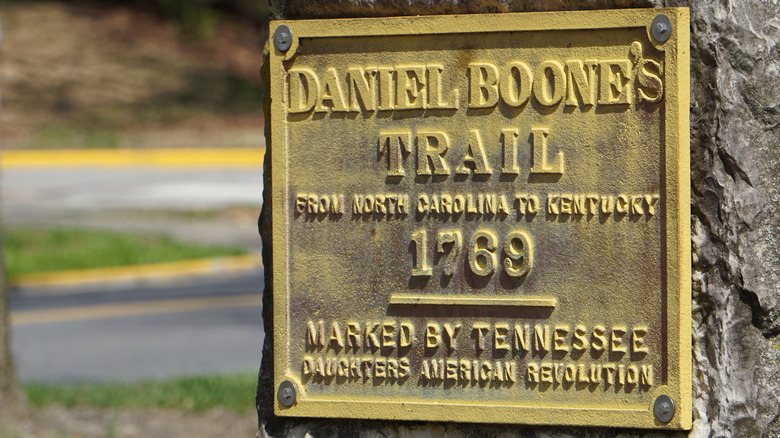 DANIEL BOONE'S
TRAIL
FROM NORTH CAROLINA TO KENTUCKY
1769
MARKED BY TENNESSEE
DAUGHTERS AMERICAN REVOLUTION